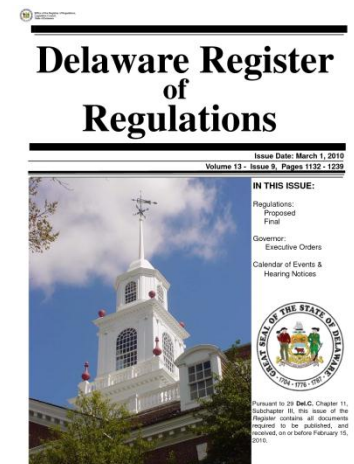 Delaware Register
of
Regulations
Issue Date: March 1, 2010
Volume 13 - Issue 9, Pages 1132 - 1239
IN THIS ISSUE:
Regulations:
Proposed
Final
Governor:
Executive Orders
Calendar of Events &
Hearing Notices
GREAT SEAL OF THE STATE OF DELAWARE
1704 - 1776 - 1787
Pursuant to 29 Del.C. Chapter 11,
Subchapter III, this issue of the
Register contains all documents
required to be published, and
received, on or before February 15,
2010.